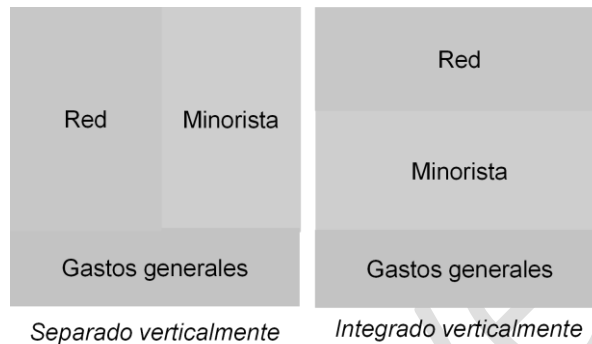 Red
Minorista
Gastos generales
Separado verticalmente
Red
Minorista
Gastos generales
Integrado verticalmente